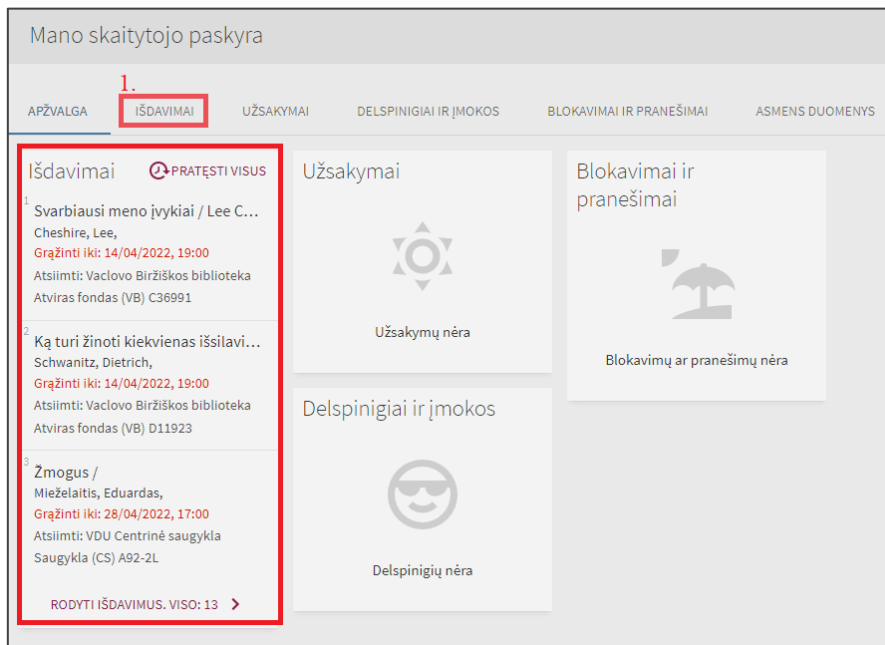 Mano skaitytojo paskyra
1.
APŽVALGA IŠDAVIMAI UŽSAKYMAI DELSPINIGIAI IR ĮMOKOS BLOKAVIMAI IR PRANEŠIMAI ASMENS DUOMENYS
Išdavimai PRATĘSTI VISUS
1 Svarbiausi meno įvykiai / Lee C...
Cheshire, Lee,
Grąžinti iki: 14/04/2022, 19:00
Atsiimti: Vaclovo Biržiškos biblioteka
Atviras fondas (VB) C36991
2 Ką turi žinoti kiekvienas išsilavi...
Schwanitz, Dietrich,
Grąžinti iki: 14/04/2022, 19:00
Atsiimti: Vaclovo Biržiškos biblioteka
Atviras fondas (VB) D11923
3 Žmogus /
Mieželaitis, Eduardas,
Grąžinti iki: 28/04/2022, 17:00
Atsiimti: VDU Centrinė saugykla
Saugykla (CS) A92-2L
RODYTI IŠDAVIMUS. VISO: 13
Užsakymai
Užsakymų nėra
Delspinigiai ir įmokos
Delspinigių nėra
Blokavimai ir
pranešimai
Blokavimų ar pranešimų nėra